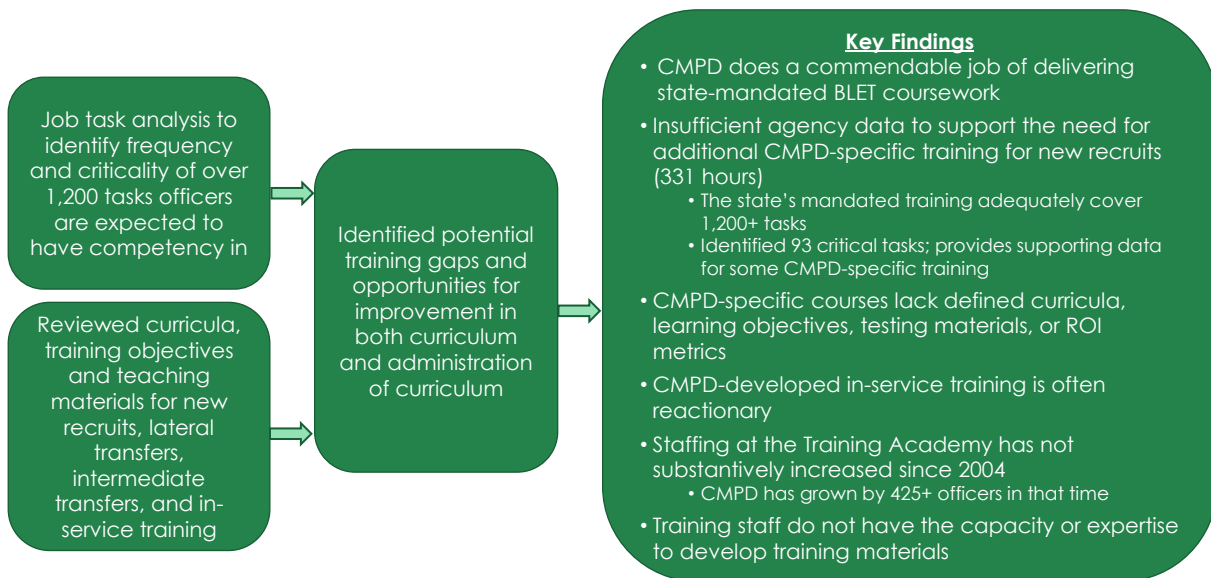 Job task analysis to
identify frequency
and criticality of over
1,200 tasks officers
are expected to
have competency in
Reviewed curricula,
training objectives
and teaching
materials for new
recruits, lateral
transfers,
intermediate
transfers, and in-
service training
Identified potential
training gaps and
opportunities for
improvement in
both curriculum
and administration
of curriculum
Key Findings
• CMPD does a commendable job of delivering
state-mandated BLET coursework
• Insufficient agency data to support the need for
additional CMPD-specific training for new recruits
(331 hours)
• The state's mandated training adequately cover
1,200+ tasks
• Identified 93 critical tasks; provides supporting data
for some CMPD-specific training
• CMPD-specific courses lack defined curricula,
learning objectives, testing materials, or ROI
metrics
• CMPD-developed in-service training is often
reactionary
• Staffing at the Training Academy has not
substantively increased since 2004
• CMPD has grown by 425+ officers in that time
• Training staff do not have the capacity or expertise
to develop training materials